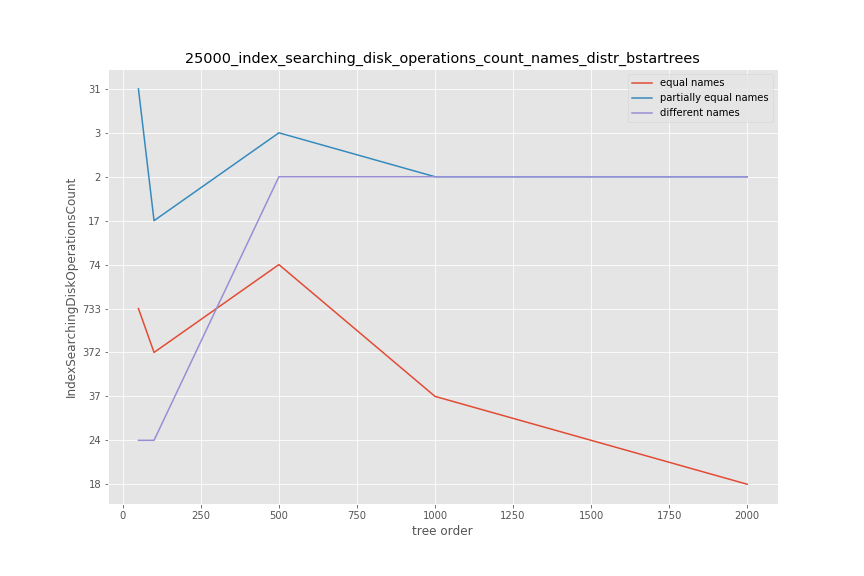 25000_index_searching_disk_operations_count_names_distr_bstartrees
equal names
partially equal names
different names
IndexSearchingDiskOperationsCount
31
3
2
17
74
733
372
37
24
18
0 250 500 750 1000 1250 1500 1750 2000
tree order